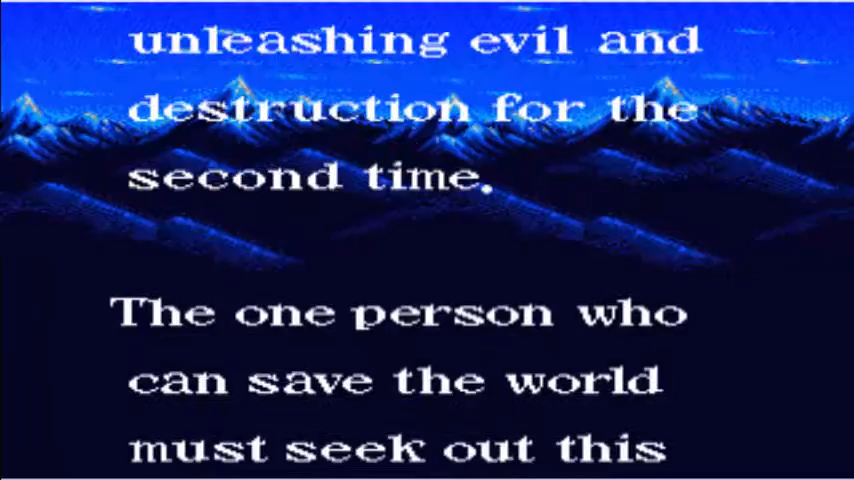 unleashing evil and
destruction for the
second time.
The one person who
can save the world
must seek out this